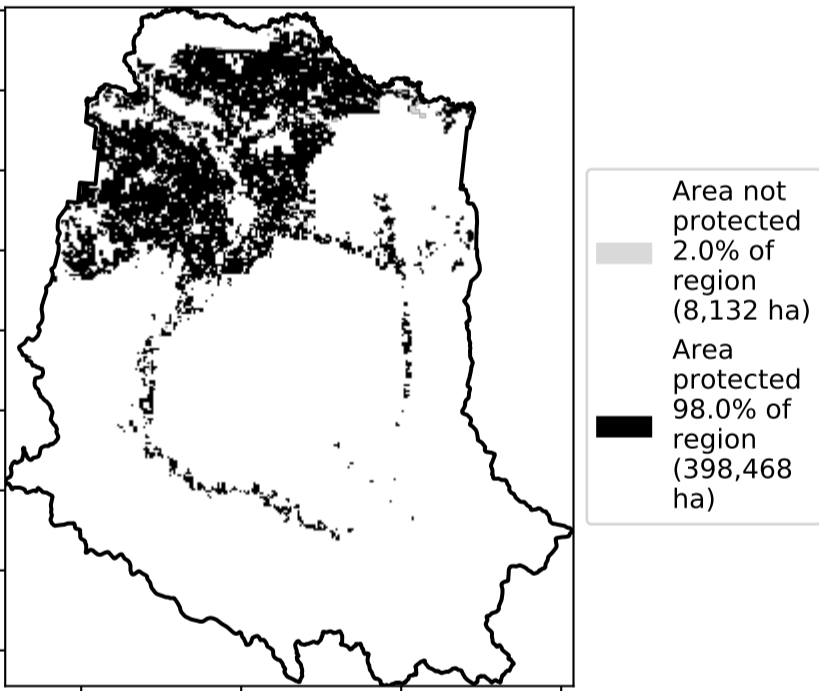 Area not
protected
2.0% of
region
(8,132 ha)
Area
protected
98.0% of
region
(398,468
ha)